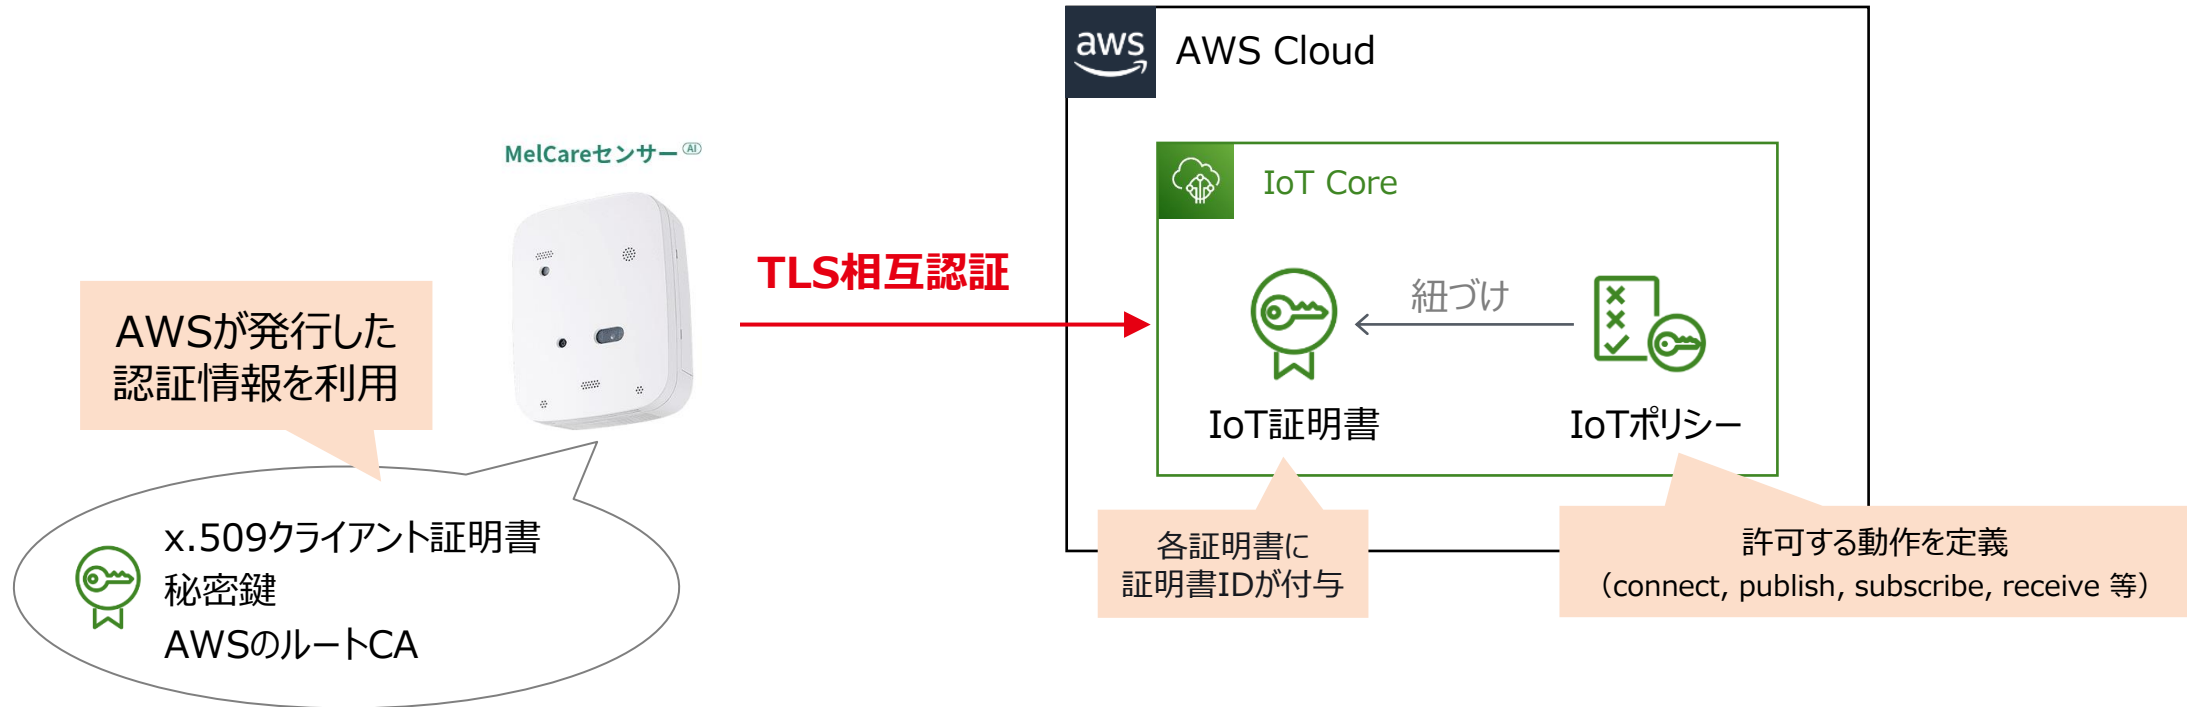 aws
AWS Cloud
MelCareセンサー AI
IoT Core
TLS相互認証
紐づけ
AWSが発行した
認証情報を利用
IoT証明書
IoTポリシー
x.509クライアント証明書
秘密鍵
AWSのルートCA
各証明書に
証明書IDが付与
許可する動作を定義
（connect, publish, subscribe, receive 等）